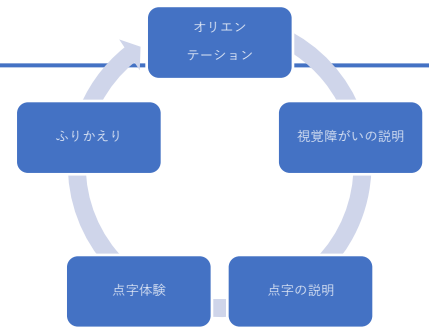 オリエン
テーション
視覚障がいの説明
点字の説明
点字体験
ふりかえり